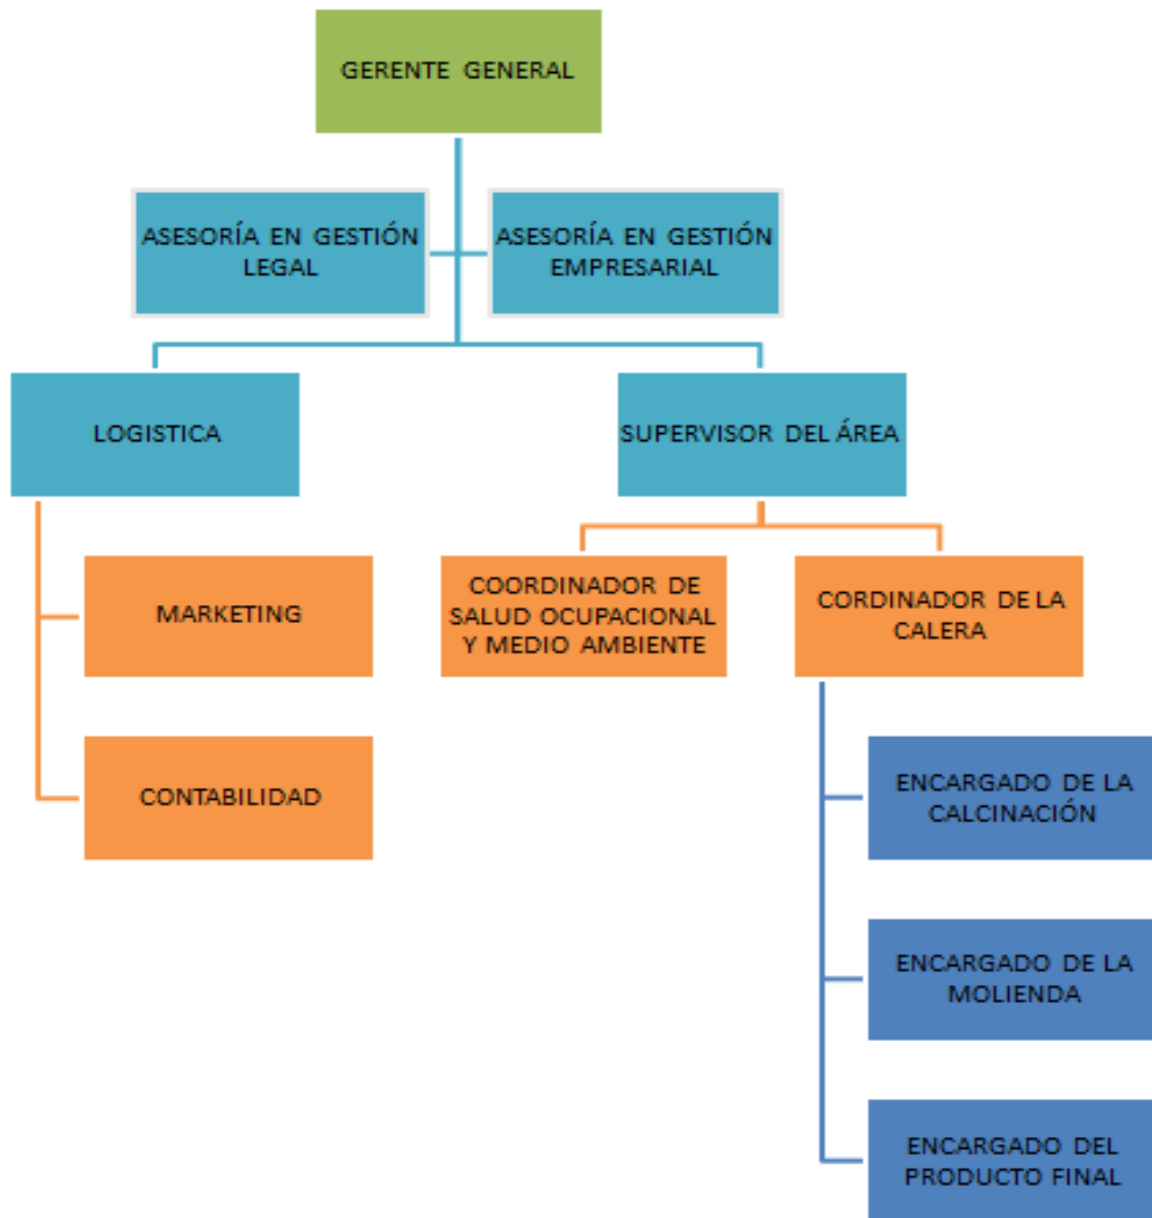 GERENTE GENERAL
ASESORÍA EN GESTIÓN
LEGAL
ASESORÍA EN GESTIÓN
EMPRESARIAL
LOGISTICA
SUPERVISOR DEL ÁREA
MARKETING
COORDINADOR DE
SALUD OCUPACIONAL
Y MEDIO AMBIENTE
CORDINADOR DE LA
CALERA
CONTABILIDAD
ENCARGADO DE LA
CALCINACIÓN
ENCARGADO DE LA
MOLIENDA
ENCARGADO DEL
PRODUCTO FINAL